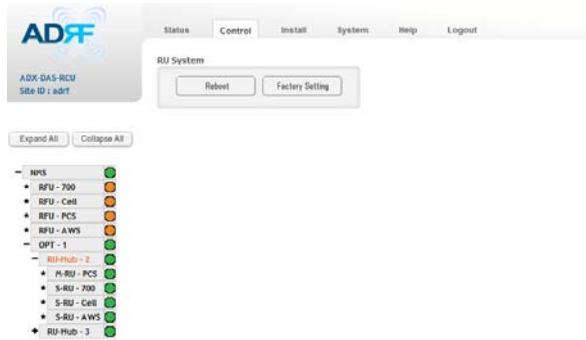 ADRF
Status Control Install System Help Logout
RU System
Reboot Factory Setting
ADX-DAS-RCU
Site ID : adrf
Expand All Collapse All
NMS
RFU - 700
RFU - Cell
RFU - PCS
RFU - AWS
OPT - 1
RU-Hub - 2
M-RU - PCS
S-RU - 700
S-RU - Cell
S-RU - AWS
RU-Hub - 3